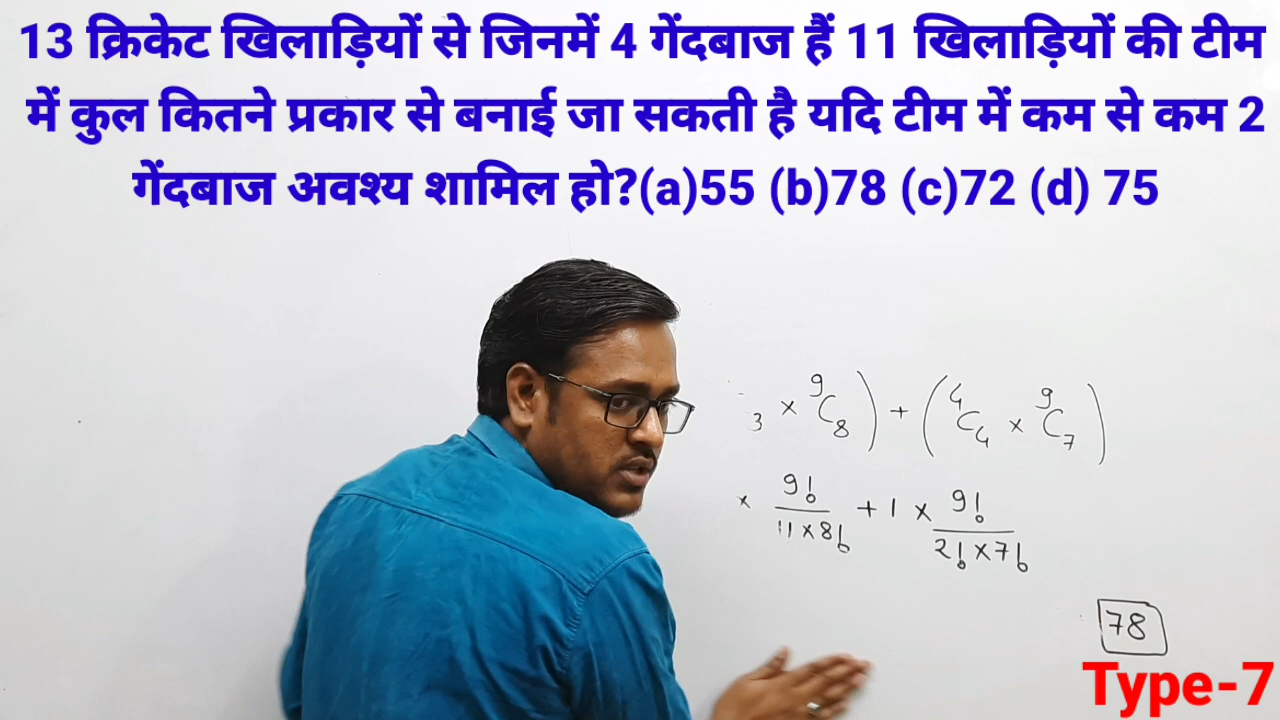 13 क्रिकेट खिलाड़ियों से जिनमें 4 गेंदबाज हैं 11 खिलाड़ियों की टीम
में कुल कितने प्रकार से बनाई जा सकती है यदि टीम में कम से कम 2
गेंदबाज अवश्य शामिल हो?(a)55 (b)78 (c)72 (d) 75
3 × 9C8) + (4C4 × 9C7)
× 9!/11×8! + 1 × 9!/2!×7!
78
Type-7